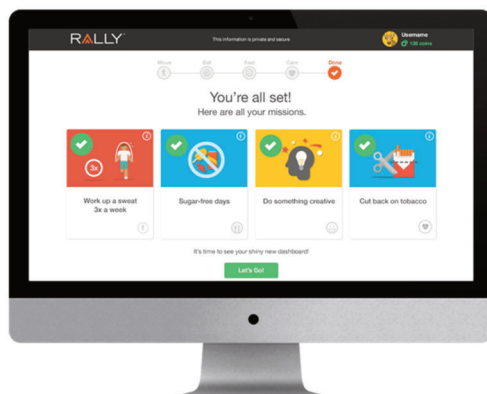 RALLY™
This information is private and secure
Username
135 coins
Move
Eat
Feel
Care
Done
You're all set!
Here are all your missions.
3x
Work up a sweat
3x a week
Sugar-free days
Do something creative
Cut back on tobacco
It's time to see your shiny new dashboard!
Let's Go!